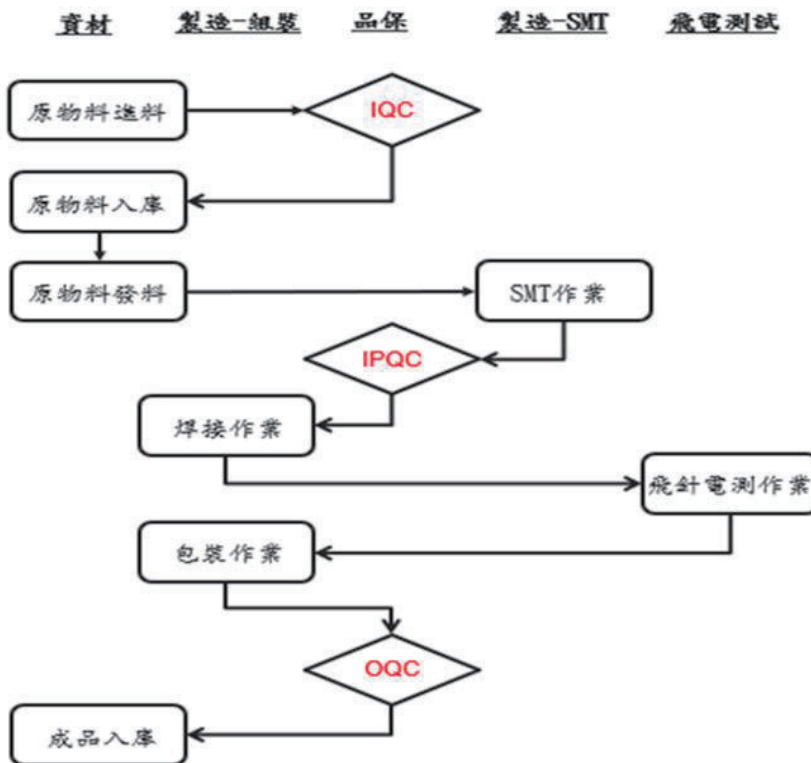 資材 製造-組裝 品保 製造-SMT 飛電測試
原物料進料
IQC
原物料入庫
原物料發料
SMT作業
IPQC
焊接作業
飛針電測作業
包裝作業
OQC
成品入庫